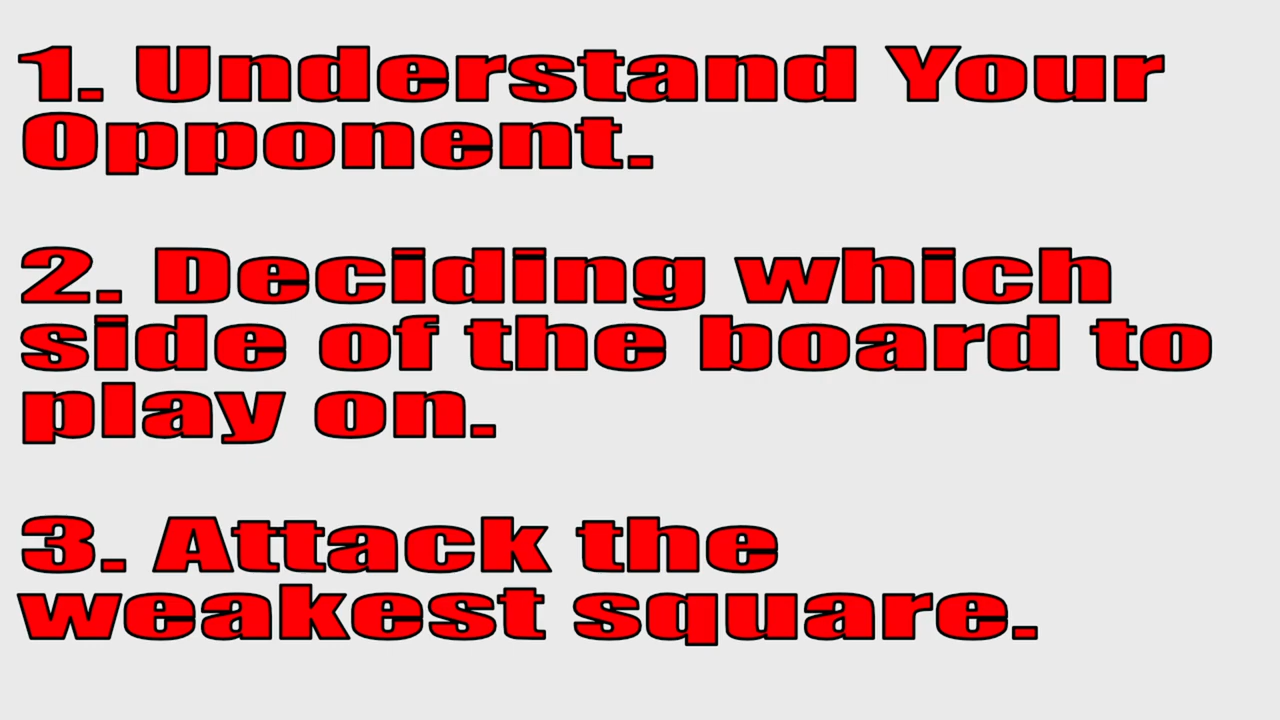 1. Understand Your
Opponent.
2. Deciding which
side of the board to
play on.
3. Attack the
weakest square.